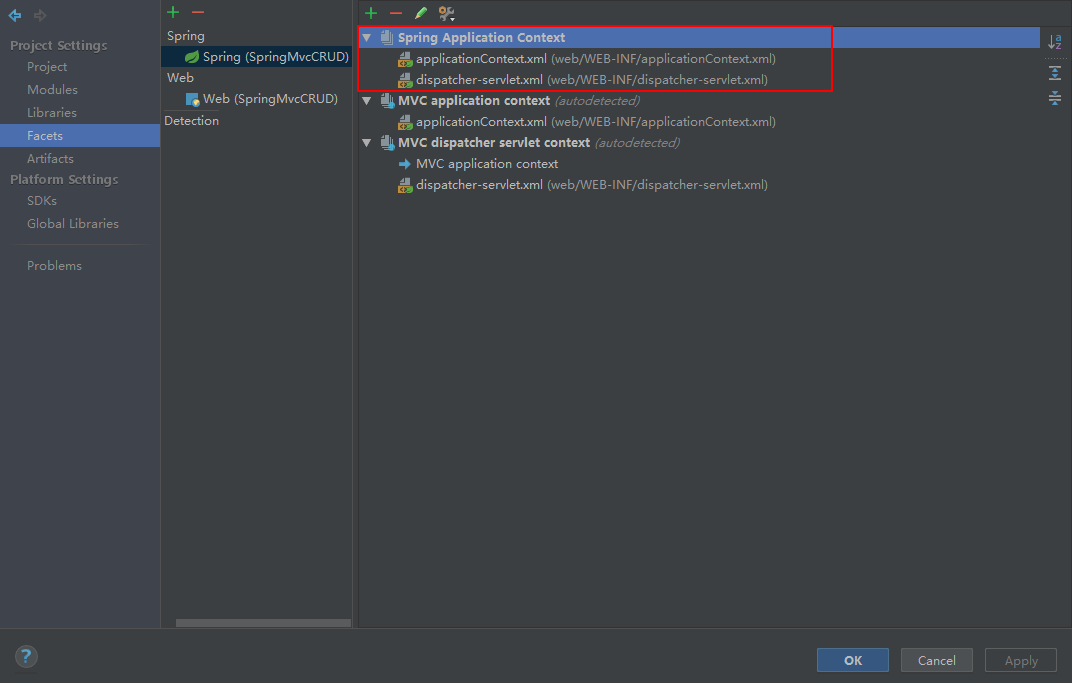 Project Settings
Project
Modules
Libraries
Facets
Artifacts
Platform Settings
SDKs
Global Libraries
Problems
Spring
Spring (SpringMvcCRUD)
Web
Web (SpringMvcCRUD)
Detection
Spring Application Context
applicationContext.xml (web/WEB-INF/applicationContext.xml)
dispatcher-servlet.xml (web/WEB-INF/dispatcher-servlet.xml)
MVC application context (autodetected)
applicationContext.xml (web/WEB-INF/applicationContext.xml)
MVC dispatcher servlet context (autodetected)
MVC application context
dispatcher-servlet.xml (web/WEB-INF/dispatcher-servlet.xml)
a
z
?
OK
Cancel
Apply